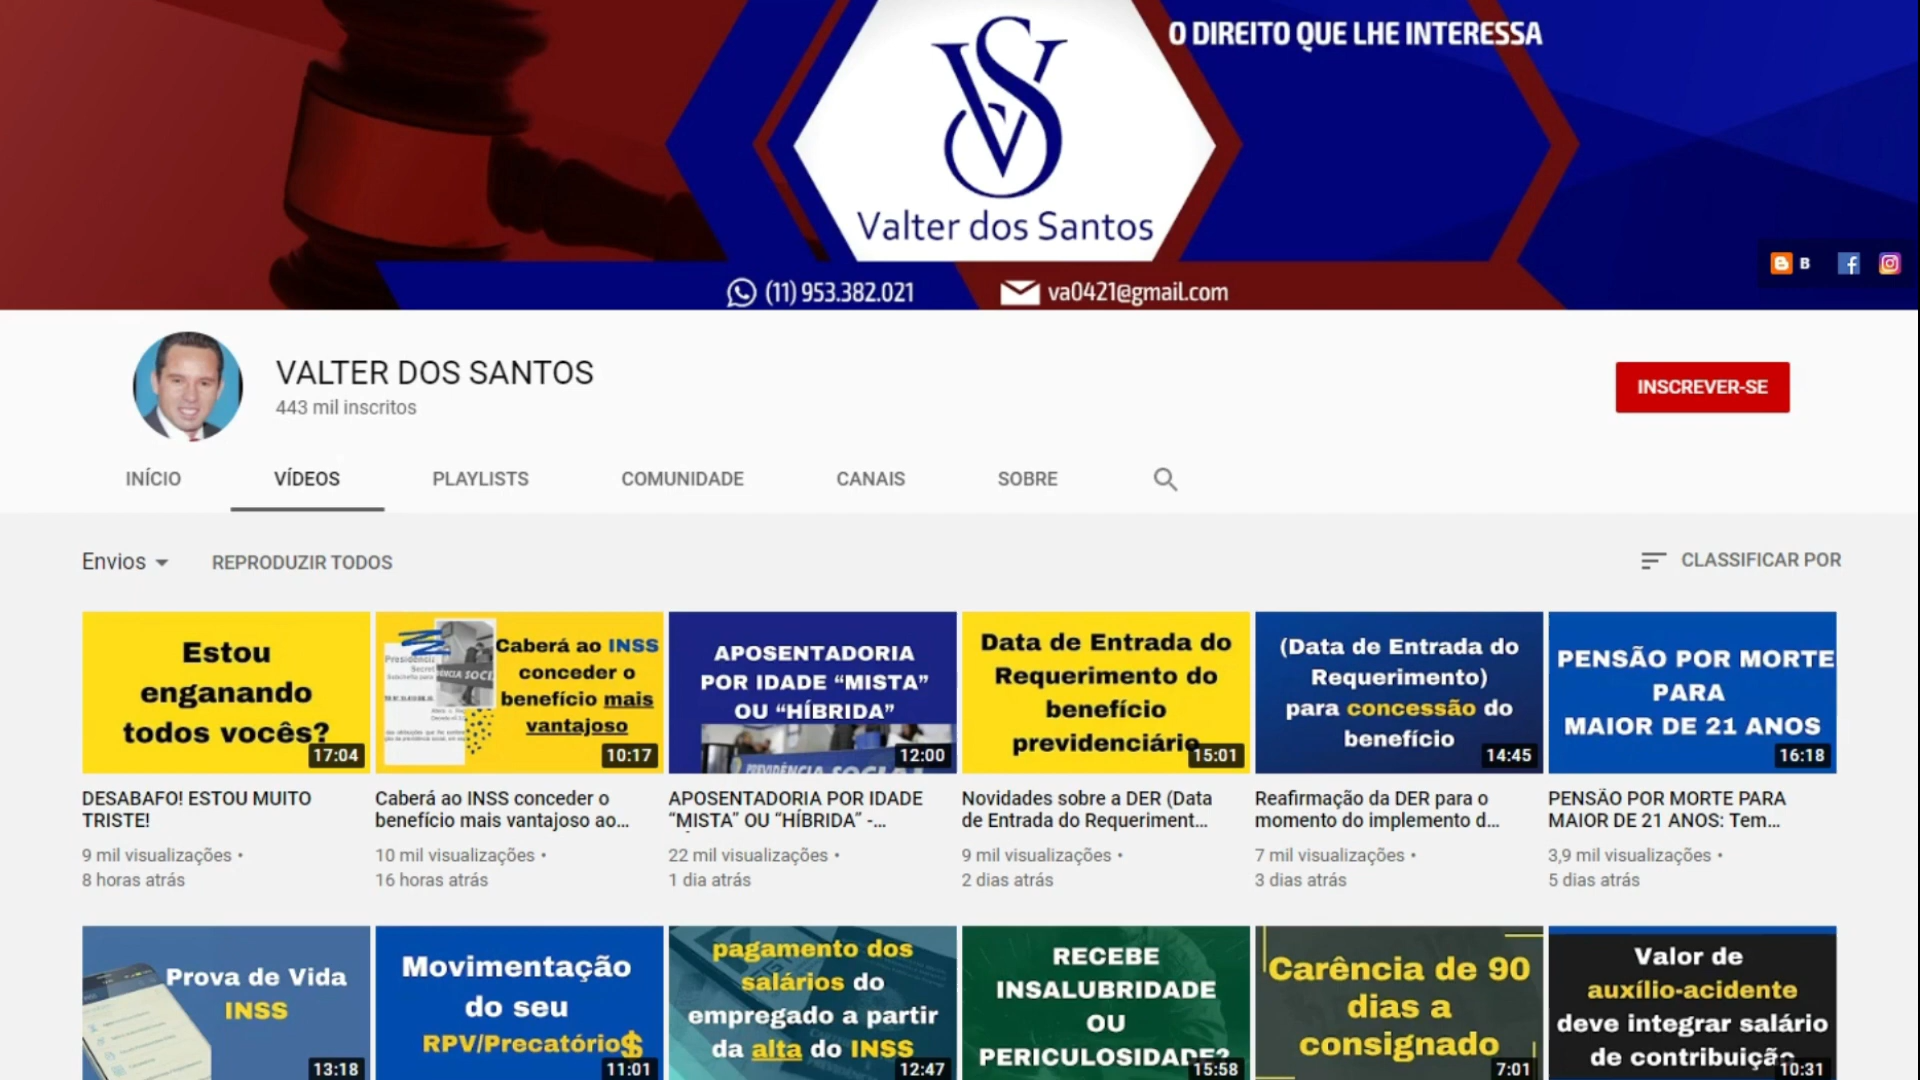 O DIREITO QUE LHE INTERESSA
VS
Valter dos Santos
(11) 953.382.021
va0421@gmail.com
B
VALTER DOS SANTOS
443 mil inscritos
INSCREVER-SE
INÍCIO
VÍDEOS
PLAYLISTS
COMUNIDADE
CANAIS
SOBRE
Envios
REPRODUZIR TODOS
CLASSIFICAR POR
Estou
enganando
todos vocês?
17:04
DESABAFO! ESTOU MUITO
TRISTE!
9 mil visualizações •
8 horas atrás
Caberá ao INSS
conceder o
benefício mais
vantajoso
10:17
Caberá ao INSS conceder o
benefício mais vantajoso ao...
10 mil visualizações •
16 horas atrás
APOSENTADORIA
POR IDADE “MISTA”
OU “HÍBRIDA”
PREVIDÊNCIA SOCIAL
12:00
APOSENTADORIA POR IDADE
“MISTA” OU “HÍBRIDA” -...
22 mil visualizações •
1 dia atrás
Data de Entrada do
Requerimento do
benefício
previdenciário
15:01
Novidades sobre a DER (Data
de Entrada do Requeriment...
9 mil visualizações •
2 dias atrás
(Data de Entrada do
Requerimento)
para concessão do
benefício
14:45
Reafirmação da DER para o
momento do implemento d...
7 mil visualizações •
3 dias atrás
PENSÃO POR MORTE
PARA
MAIOR DE 21 ANOS
16:18
PENSÃO POR MORTE PARA
MAIOR DE 21 ANOS: Tem...
3,9 mil visualizações •
5 dias atrás
Prova de Vida
INSS
13:18
Movimentação
do seu
RPV/Precatório$
11:01
pagamento dos
salários do
empregado a partir
da alta do INSS
12:47
RECEBE
INSALUBRIDADE
OU
PERICULOSIDADE?
15:58
Carência de 90
dias a
consignado
7:01
Valor de
auxílio-acidente
deve integrar salário
de contribuição
10:31